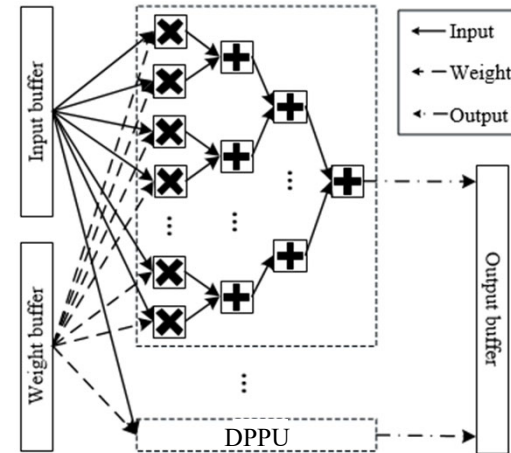 Input buffer
Weight buffer
DPPU
Input
Weight
Output
Output buffer